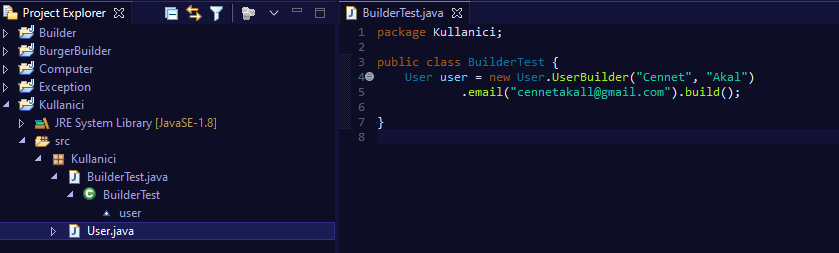 Project Explorer
Builder
BurgerBuilder
Computer
Exception
Kullanici
JRE System Library [JavaSE-1.8]
src
Kullanici
BuilderTest.java
BuilderTest
user
User.java
BuilderTest.java
1 package Kullanici;
2
3 public class BuilderTest {
4 User user = new User.UserBuilder("Cennet", "Akal")
5 .email("cennetakall@gmail.com").build();
6
7 }
8